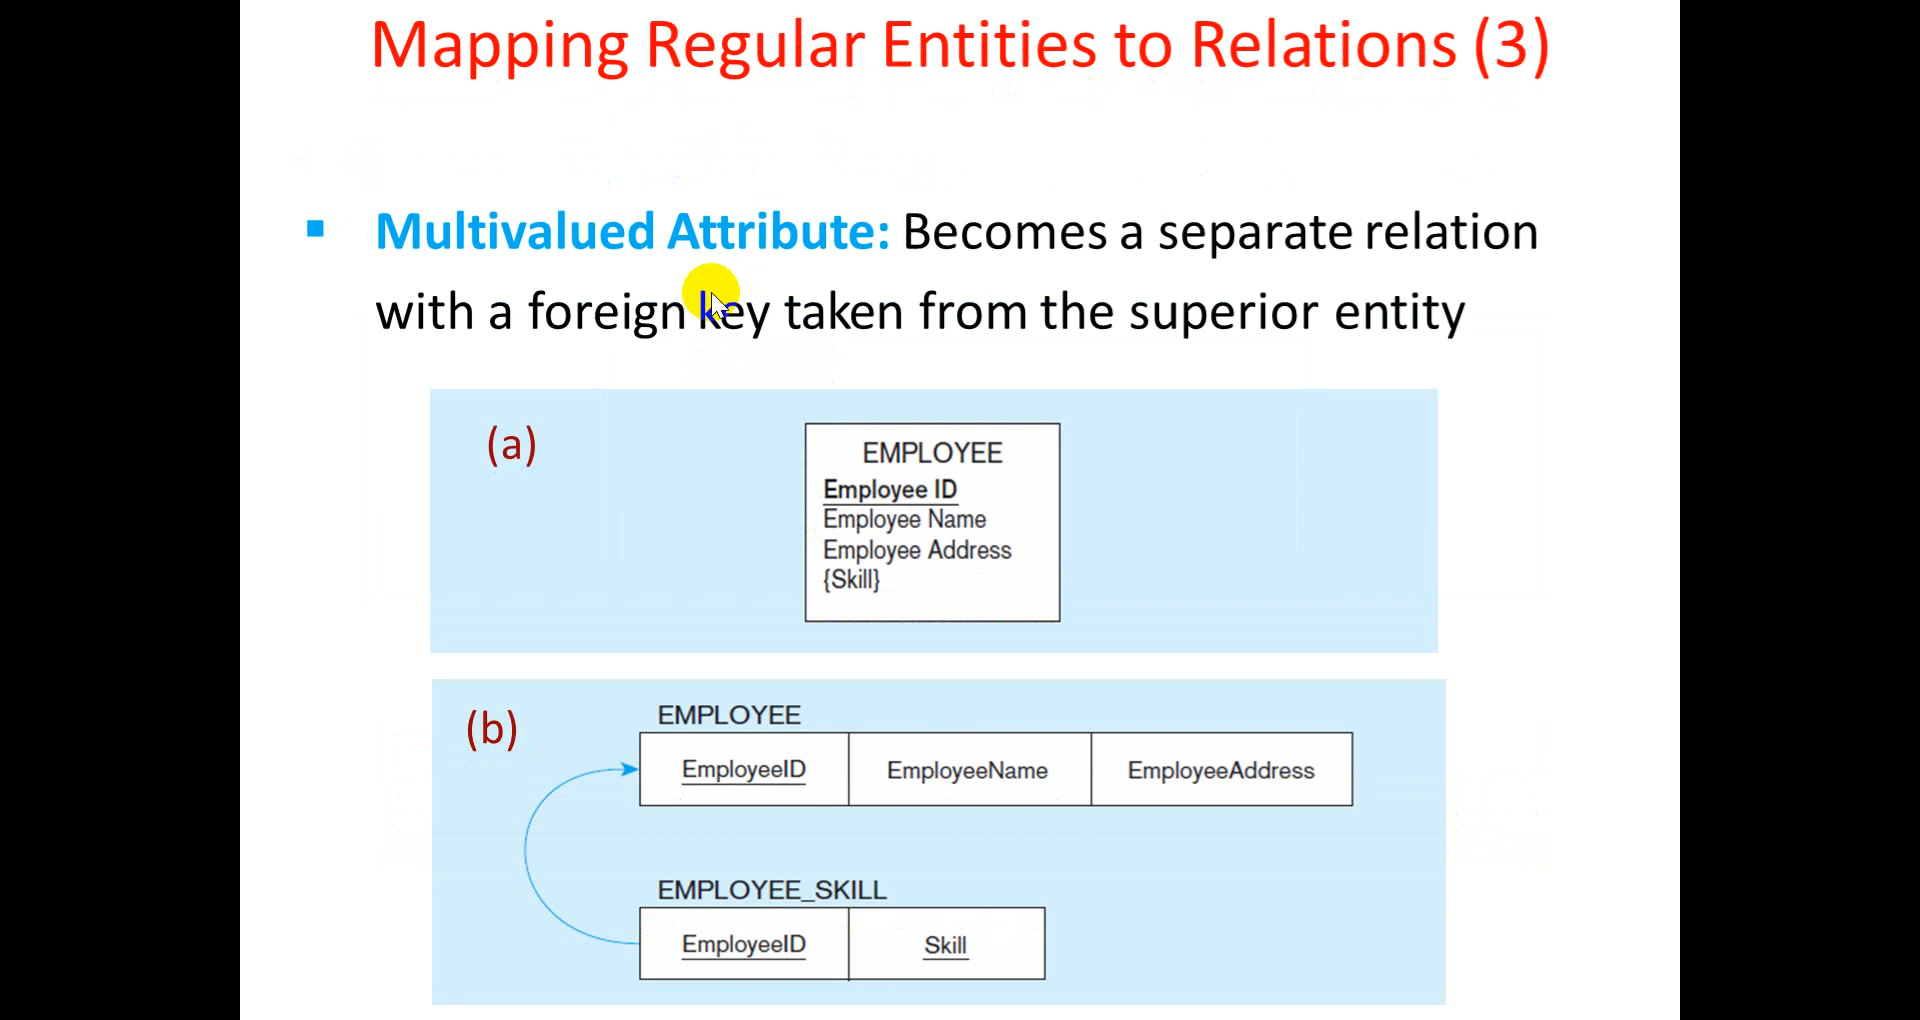 Mapping Regular Entities to Relations (3)
Multivalued Attribute: Becomes a separate relation
with a foreign key taken from the superior entity
(a)
EMPLOYEE
Employee ID
Employee Name
Employee Address
{Skill}
(b)
EMPLOYEE
EmployeeID EmployeeName EmployeeAddress
EMPLOYEE_SKILL
EmployeeID Skill